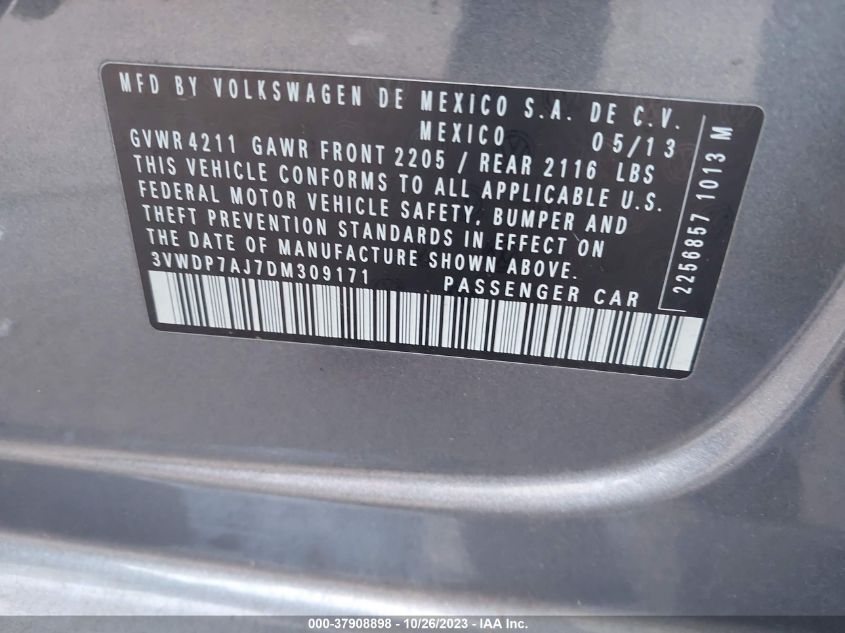 MFD BY VOLKSWAGEN DE MEXICO S.A. DE C.V.
MEXICO 05/13
GVWR 4211 GAWR FRONT 2205 / REAR 2116 LBS
THIS VEHICLE CONFORMS TO ALL APPLICABLE U.S.
FEDERAL MOTOR VEHICLE SAFETY, BUMPER AND
THEFT PREVENTION STANDARDS IN EFFECT ON
THE DATE OF MANUFACTURE SHOWN ABOVE.
3VWDP7AJ7DM309171
PASSENGER CAR
2256857 1013 M
000-37908898 - 10/26/2023 - IAA Inc.